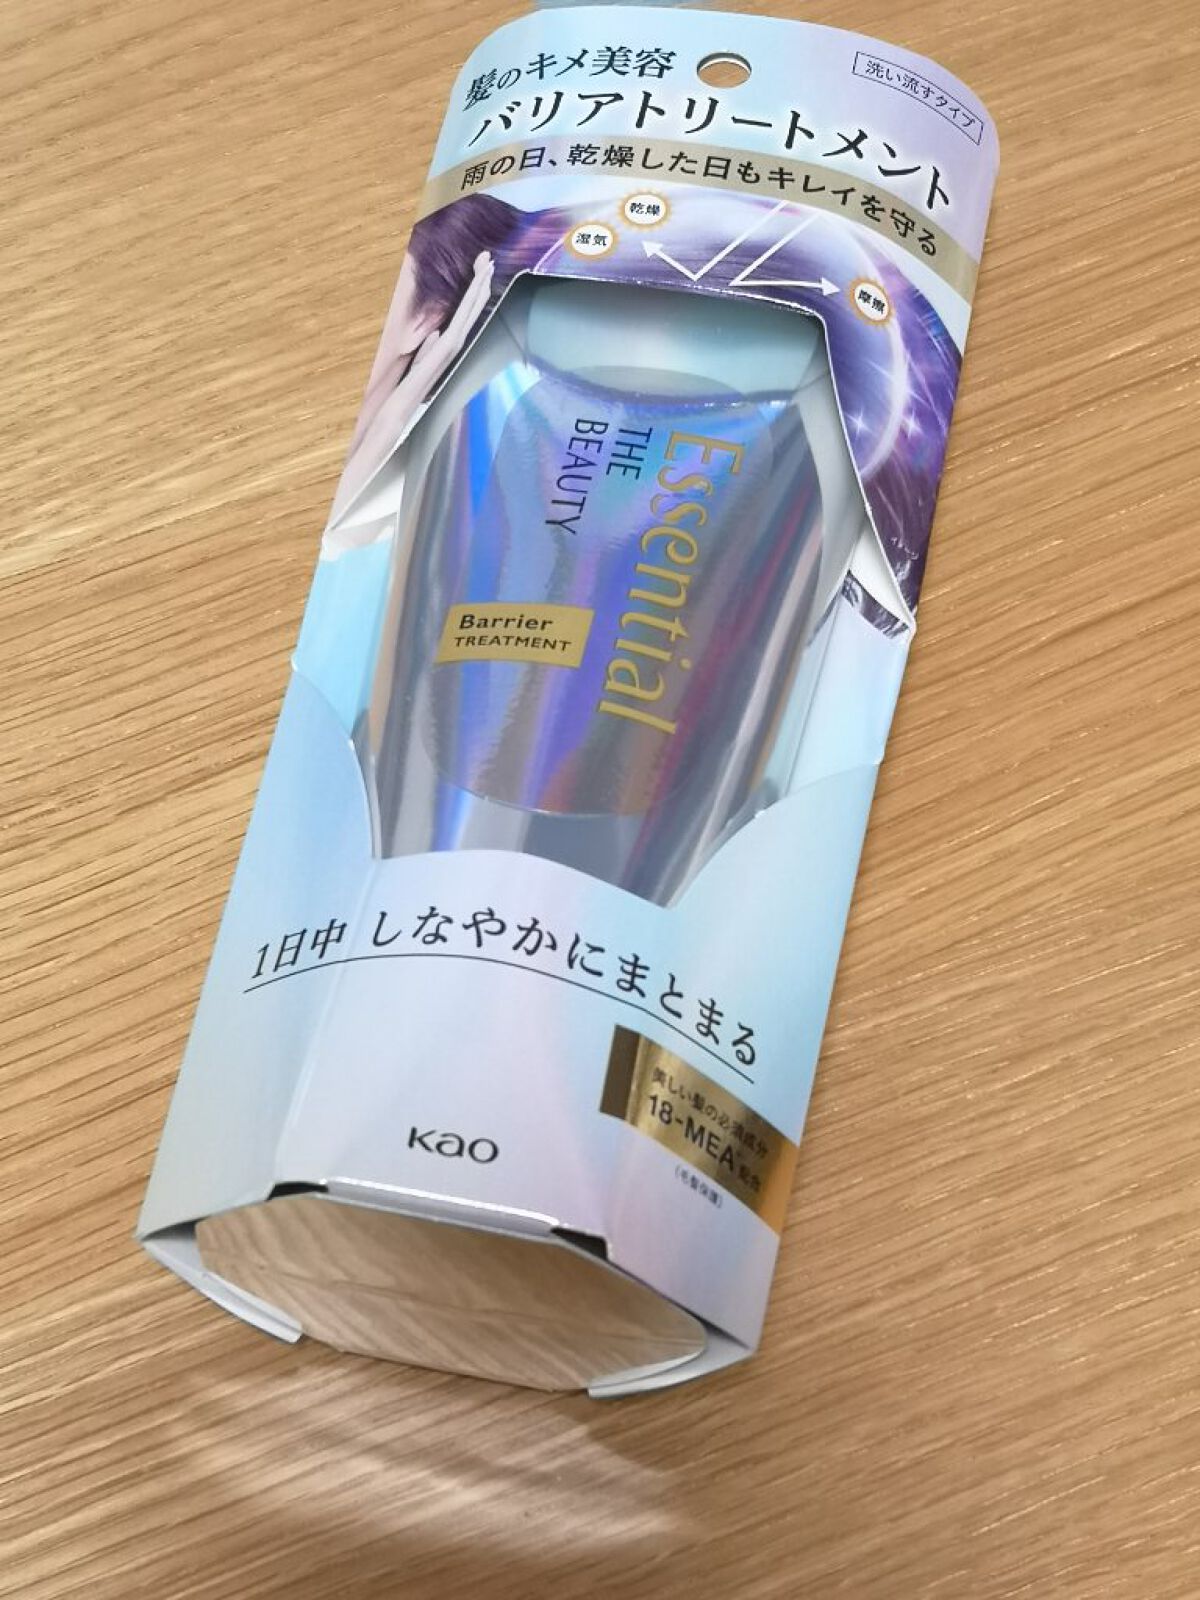 髪のキメ美容
洗い流すタイプ
バリアトリートメント
雨の日、乾燥した日もキレイを守る
乾燥
湿気
摩擦
Essential
THE
BEAUTY
Barrier
TREATMENT
イメージ
1日中 しなやかにまとまる
美しい髪の必須成分
18-MEA 配合
(毛髪保護)
Kao